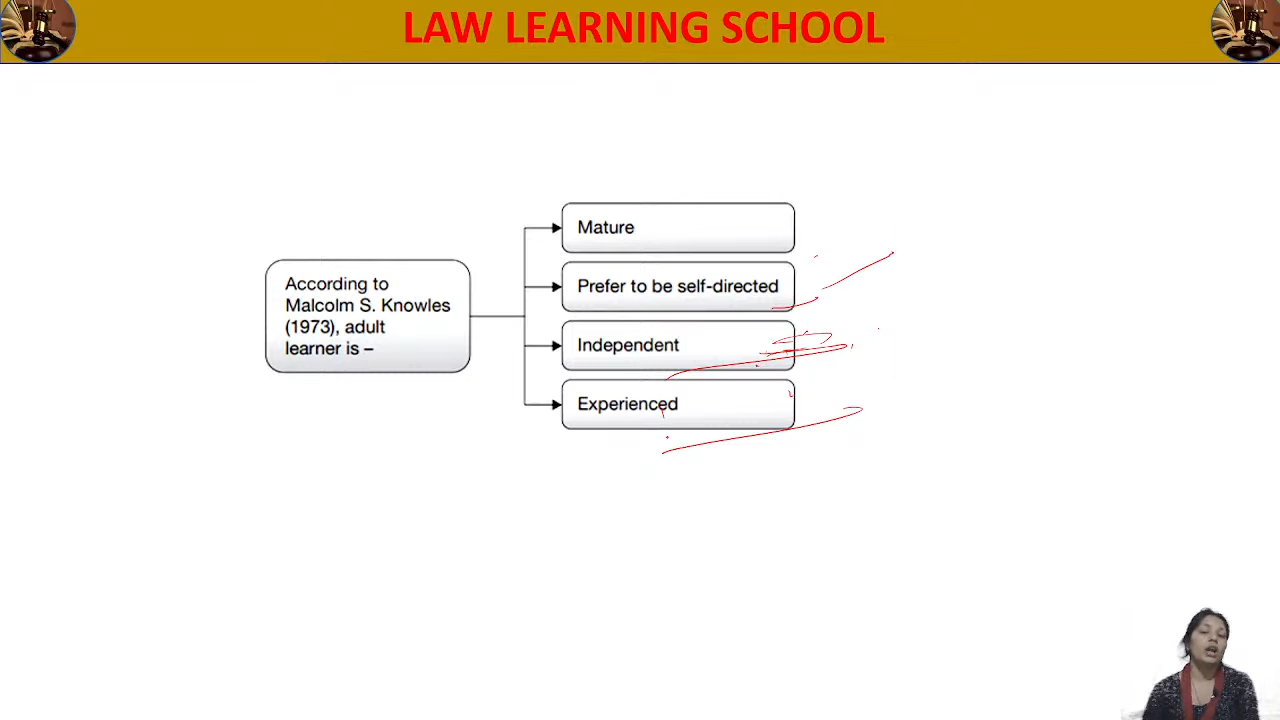 LAW LEARNING SCHOOL
According to
Malcolm S. Knowles
(1973), adult
learner is –
Mature
Prefer to be self-directed
Independent
Experienced